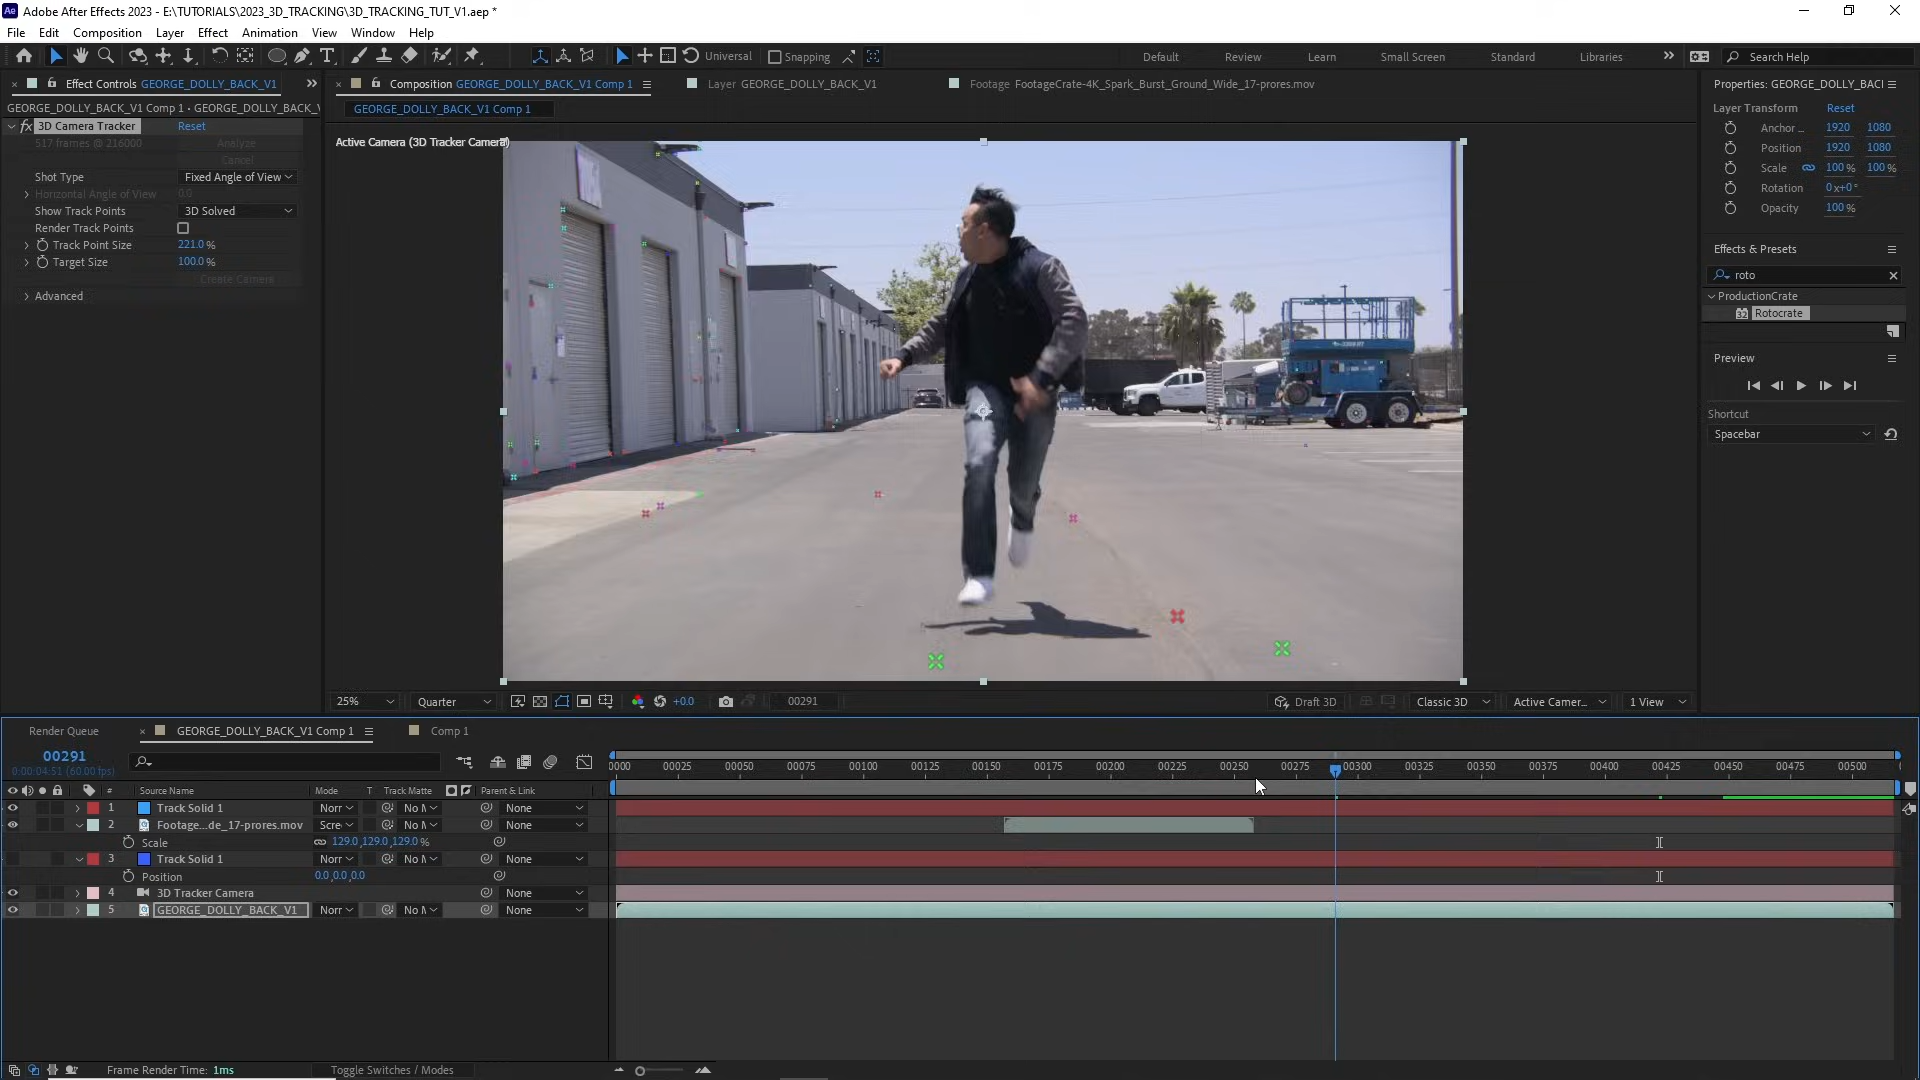 Adobe After Effects 2023 - E:\TUTORIALS\2023_3D_TRACKING\3D_TRACKING_TUT_V1.aep *
File Edit Composition Layer Effect Animation View Window Help
Universal Snapping Default Review Learn Small Screen Standard Libraries Search Help
Effect Controls GEORGE_DOLLY_BACK_V1
GEORGE_DOLLY_BACK_V1 Comp 1 • GEORGE_DOLLY_BACK_V
fx 3D Camera Tracker Reset
517 frames @ 216000 Analyze
Cancel
Shot Type Fixed Angle of View
Horizontal Angle of View 0.0
Show Track Points 3D Solved
Render Track Points
Track Point Size 221.0 %
Target Size 100.0 %
Create Camera
Advanced
Composition GEORGE_DOLLY_BACK_V1 Comp 1 Layer GEORGE_DOLLY_BACK_V1 Footage FootageCrate-4K_Spark_Burst_Ground_Wide_17-prores.mov
GEORGE_DOLLY_BACK_V1 Comp 1
Active Camera (3D Tracker Camera)
25% Quarter +0.0 00291 Draft 3D Classic 3D Active Camer... 1 View
Properties: GEORGE_DOLLY_BACI
Layer Transform Reset
Anchor ... 1920 1080
Position 1920 1080
Scale 100 % 100 %
Rotation 0x+0°
Opacity 100 %
Effects & Presets
roto
ProductionCrate
32 Rotocrate
Preview
Shortcut
Spacebar
Render Queue GEORGE_DOLLY_BACK_V1 Comp 1 Comp 1
00291
0:00:04:51 (60.00 fps)
0000 00025 00050 00075 00100 00125 00150 00175 00200 00225 00250 00275 00300 00325 00350 00375 00400 00425 00450 00475 00500
# Source Name Mode T Track Matte Parent & Link
1 Track Solid 1 Norr No M None
2 Footage...de_17-prores.mov Scre No M None
Scale 129.0,129.0,129.0 %
3 Track Solid 1 Norr No M None
Position 0.0,0.0,0.0
4 3D Tracker Camera None
5 GEORGE_DOLLY_BACK_V1 Norr No M None
Frame Render Time: 1ms Toggle Switches / Modes